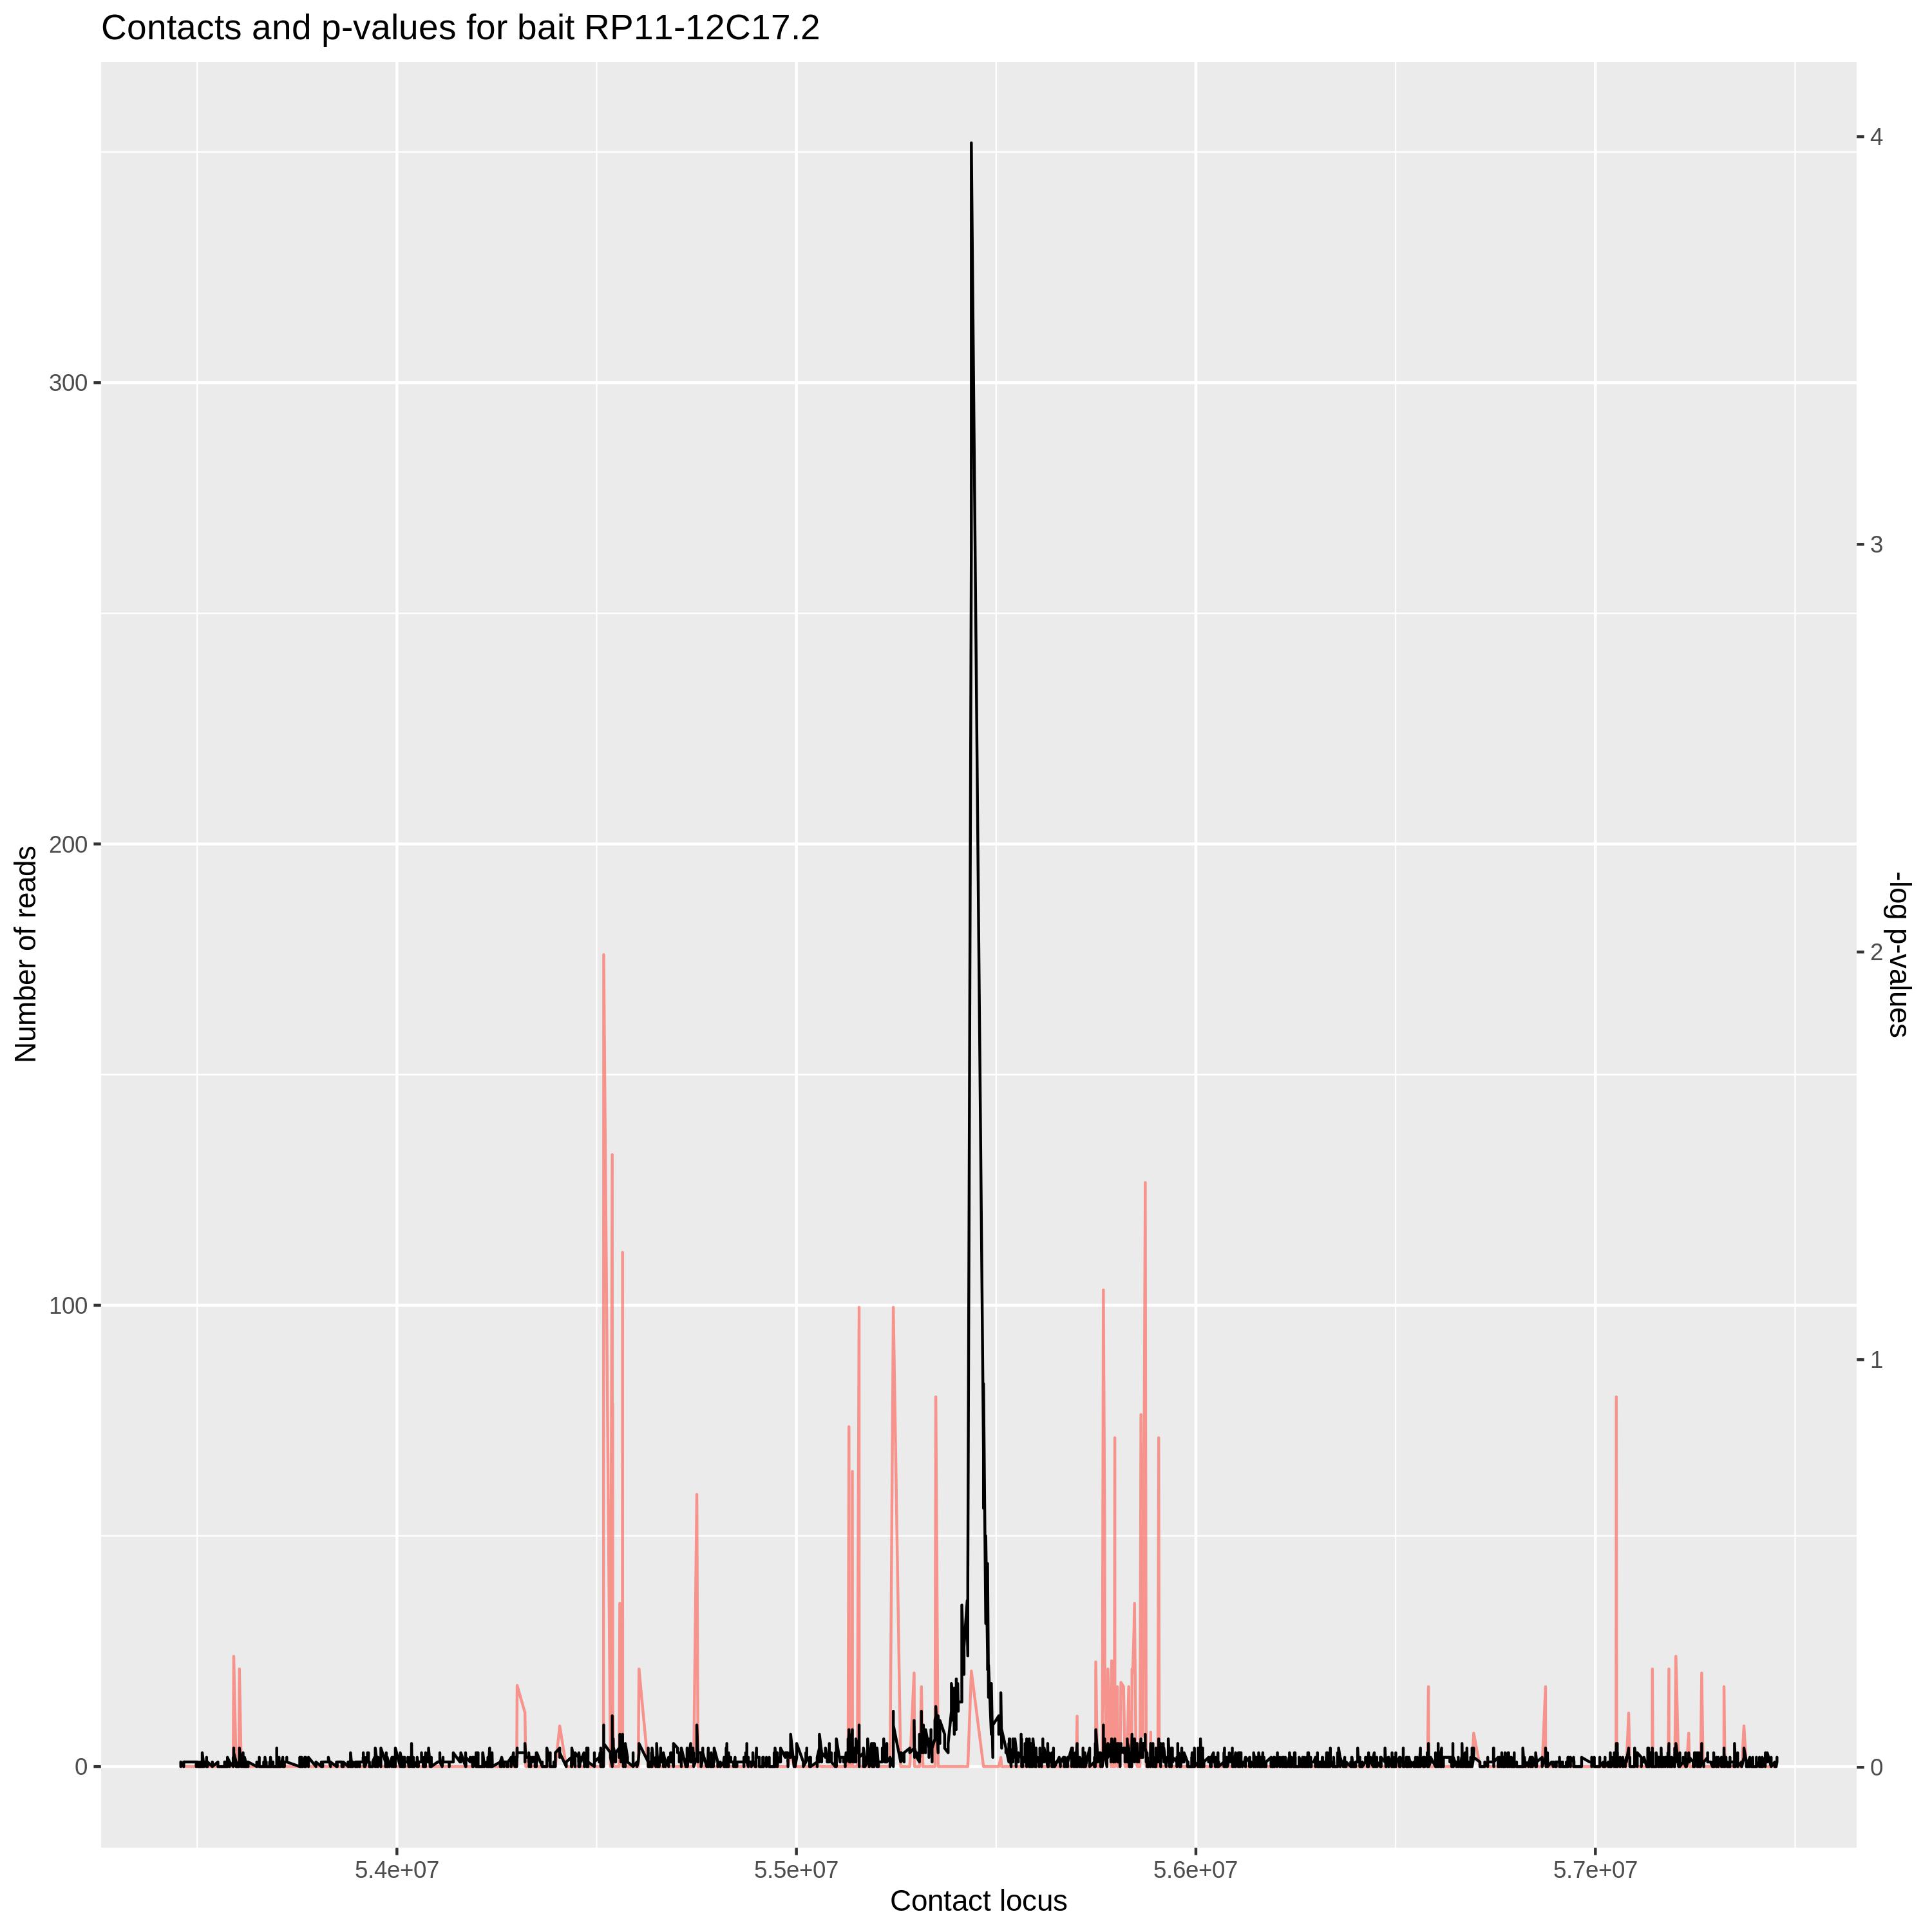 Contacts and p-values for bait RP11-12C17.2
300
200
100
0
Number of reads
4
3
2
1
0
-log p-values
5.4e+07
5.5e+07
5.6e+07
5.7e+07
Contact locus